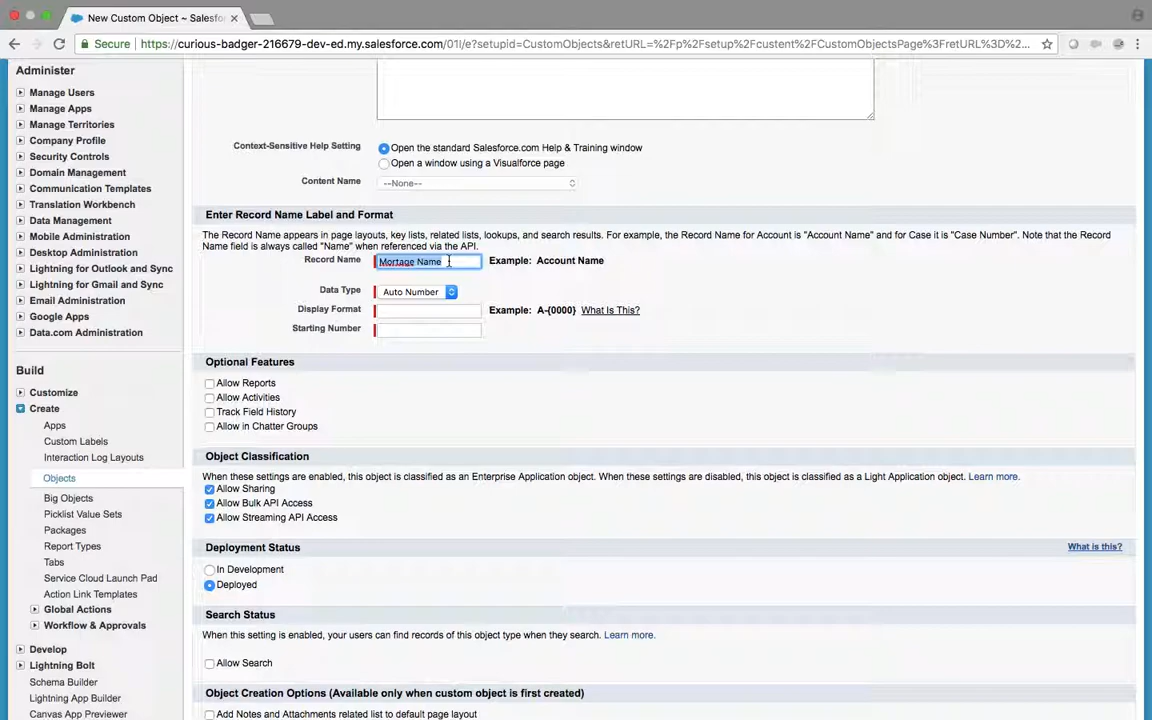 New Custom Object ~ Salesfo
Secure
https://curious-badger-216679-dev-ed.my.salesforce.com/01I/e?setupid=CustomObjects&retURL=%2Fp%2Fsetup%2Fcustent%2FCustomObjectsPage%3FretURL%3D%2...
Administer
Manage Users
Manage Apps
Manage Territories
Company Profile
Security Controls
Domain Management
Communication Templates
Translation Workbench
Data Management
Mobile Administration
Desktop Administration
Lightning for Outlook and Sync
Lightning for Gmail and Sync
Email Administration
Google Apps
Data.com Administration
Build
Customize
Create
Apps
Custom Labels
Interaction Log Layouts
Objects
Big Objects
Picklist Value Sets
Packages
Report Types
Tabs
Service Cloud Launch Pad
Action Link Templates
Global Actions
Workflow & Approvals
Develop
Lightning Bolt
Schema Builder
Lightning App Builder
Canvas App Previewer
Context-Sensitive Help Setting
Open the standard Salesforce.com Help & Training window
Open a window using a Visualforce page
Content Name
--None--
Enter Record Name Label and Format
The Record Name appears in page layouts, key lists, related lists, lookups, and search results. For example, the Record Name for Account is "Account Name" and for Case it is "Case Number". Note that the Record
Name field is always called "Name" when referenced via the API.
Record Name
Mortage Name
Example: Account Name
Data Type
Auto Number
Display Format
Example: A-{0000} What Is This?
Starting Number
Optional Features
Allow Reports
Allow Activities
Track Field History
Allow in Chatter Groups
Object Classification
When these settings are enabled, this object is classified as an Enterprise Application object. When these settings are disabled, this object is classified as a Light Application object. Learn more.
Allow Sharing
Allow Bulk API Access
Allow Streaming API Access
Deployment Status
What is this?
In Development
Deployed
Search Status
When this setting is enabled, your users can find records of this object type when they search. Learn more.
Allow Search
Object Creation Options (Available only when custom object is first created)
Add Notes and Attachments related list to default page layout